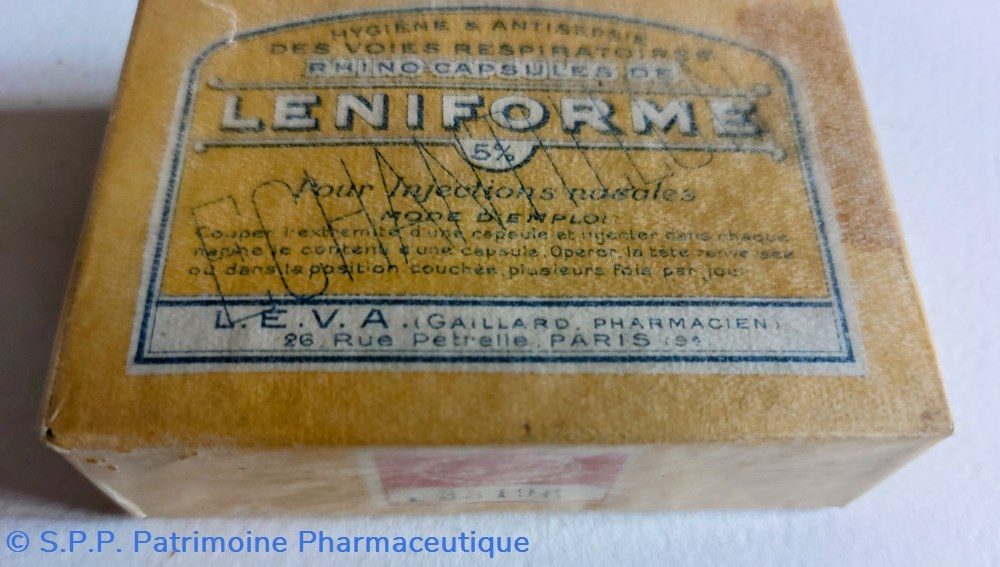 HYGIÈNE & ANTISEPSIE
DES VOIES RESPIRATOIRES
RHINO-CAPSULES DE
LENIFORME
5%
Pour Injections nasales
MODE D'EMPLOI:
Couper l'extrémité d'une capsule et injecter dans chaque
narine le contenu d'une capsule. Opérer la tête renversée
ou dans la position couchée, plusieurs fois par jour
ECHANTILLON
L.E.V.A. (GAILLARD, PHARMACIEN)
26, Rue Petrelle, PARIS (9e
© S.P.P. Patrimoine Pharmaceutique